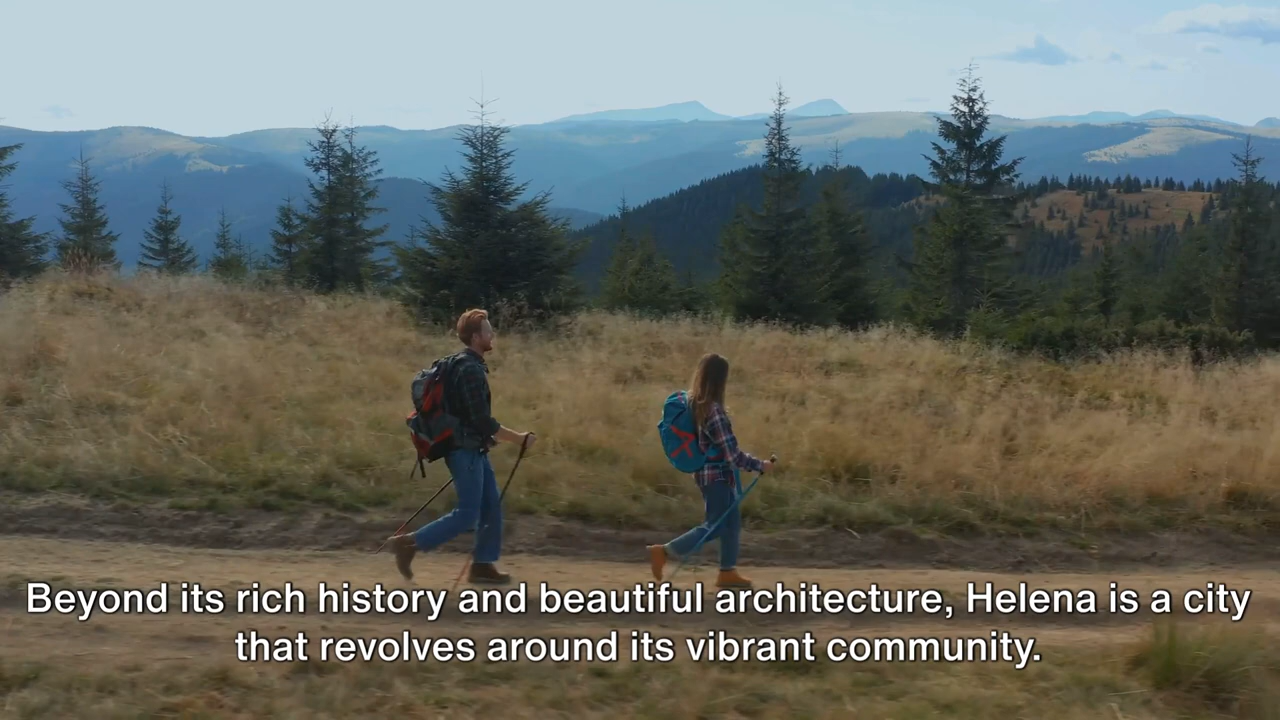 Beyond its rich history and beautiful architecture, Helena is a city
that revolves around its vibrant community.